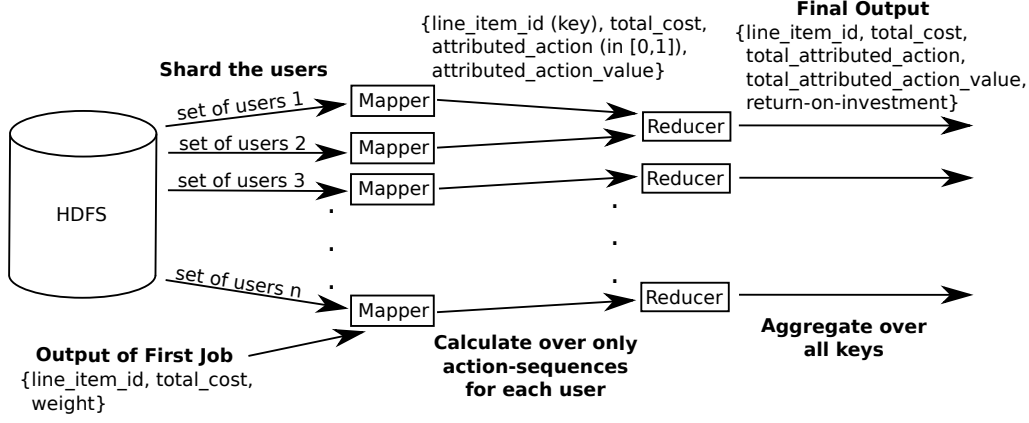 Shard the users
{line_item_id (key), total_cost,
attributed_action (in [0,1]),
attributed_action_value}
Final Output
{line_item_id, total_cost,
total_attributed_action,
total_attributed_action_value,
return-on-investment}
HDFS
set of users 1
Mapper
Reducer
set of users 2
Mapper
set of users 3
Mapper
Reducer
set of users n
Mapper
Reducer
Output of First Job
{line_item_id, total_cost,
weight}
Calculate over only
action-sequences
for each user
Aggregate over
all keys